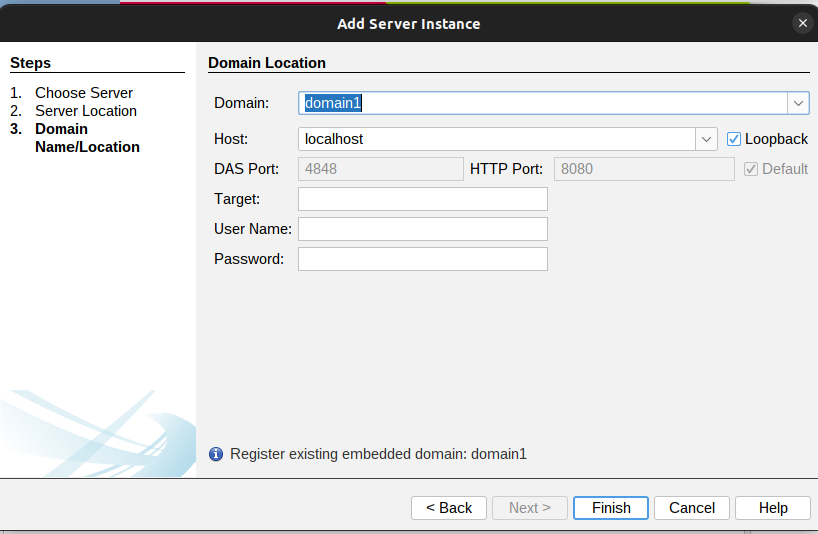 Add Server Instance
Steps
1. Choose Server
2. Server Location
3. Domain
Name/Location
Domain Location
Domain: domain1
Host: localhost Loopback
DAS Port: 4848 HTTP Port: 8080 Default
Target:
User Name:
Password:
Register existing embedded domain: domain1
< Back Next > Finish Cancel Help